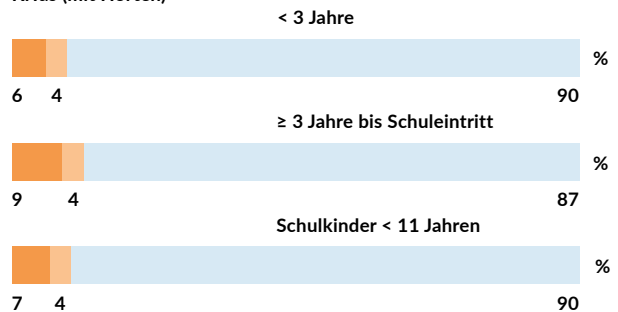 < 3 Jahre
%
6 4 90
≥ 3 Jahre bis Schuleintritt
%
9 4 87
Schulkinder < 11 Jahren
%
7 4 90